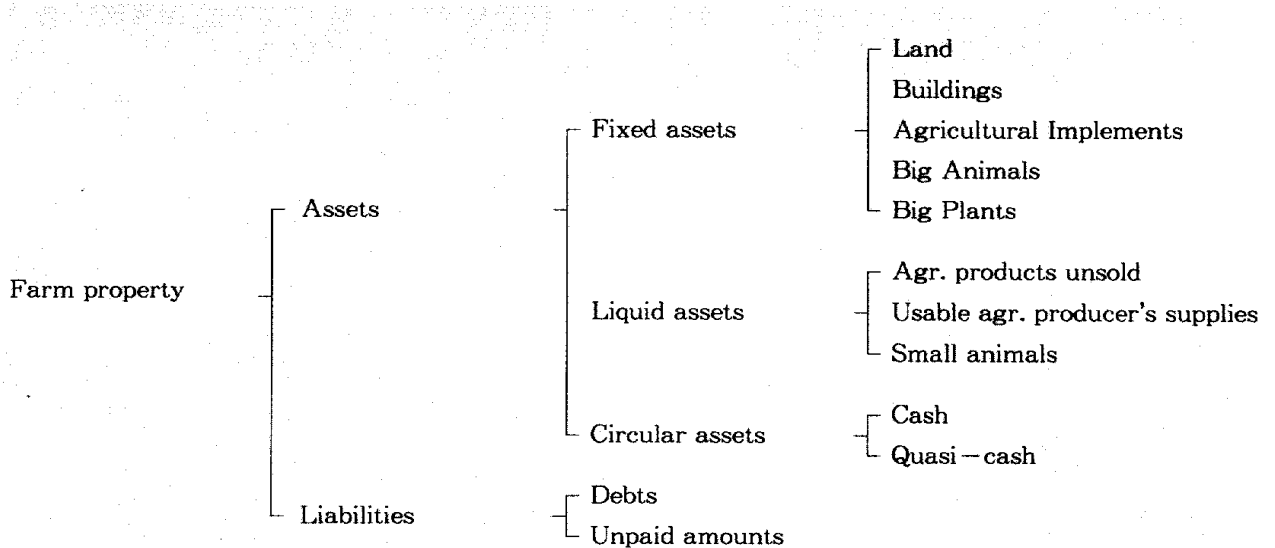 Land
Buildings
Fixed assets Agricultural Implements
Big Animals
Assets Big Plants
Agr. products unsold
Farm property
Liquid assets Usable agr. producer's supplies
Small animals
Cash
Circular assets
Quasi-cash
Debts
Liabilities
Unpaid amounts